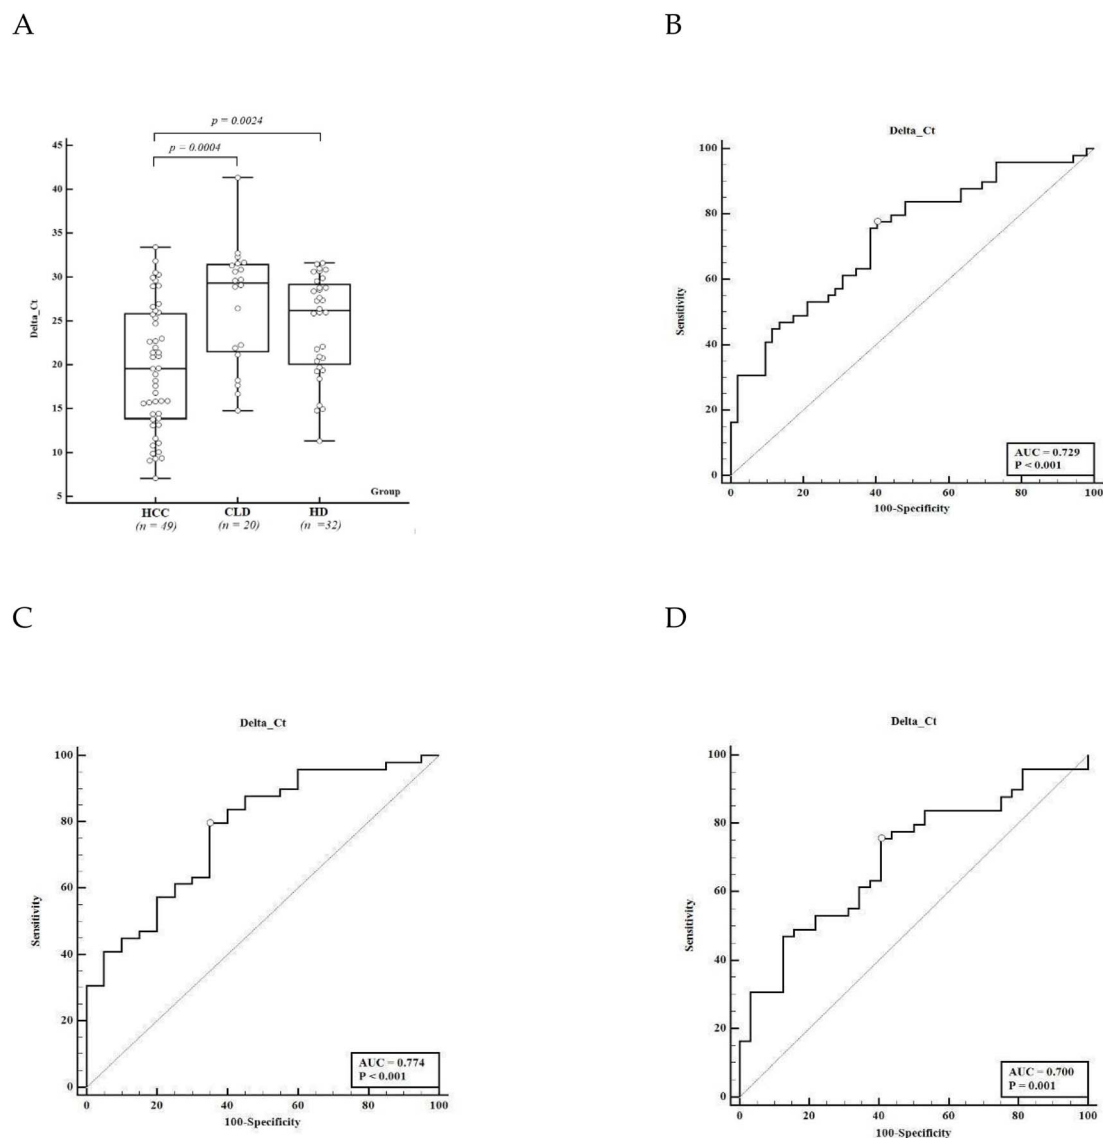 A
p = 0.0024
p = 0.0004
45
40
35
30
25
20
15
10
5
Delta_Ct
Group
HCC
(n = 49)
CLD
(n = 20)
HD
(n =32)
B
Delta_Ct
100
80
60
40
20
0
Sensitivity
AUC = 0.729
P < 0.001
0 20 40 60 80 100
100-Specificity
C
Delta_Ct
100
80
60
40
20
0
Sensitivity
AUC = 0.774
P < 0.001
0 20 40 60 80 100
100-Specificity
D
Delta_Ct
100
80
60
40
20
0
Sensitivity
AUC = 0.700
P = 0.001
0 20 40 60 80 100
100-Specificity